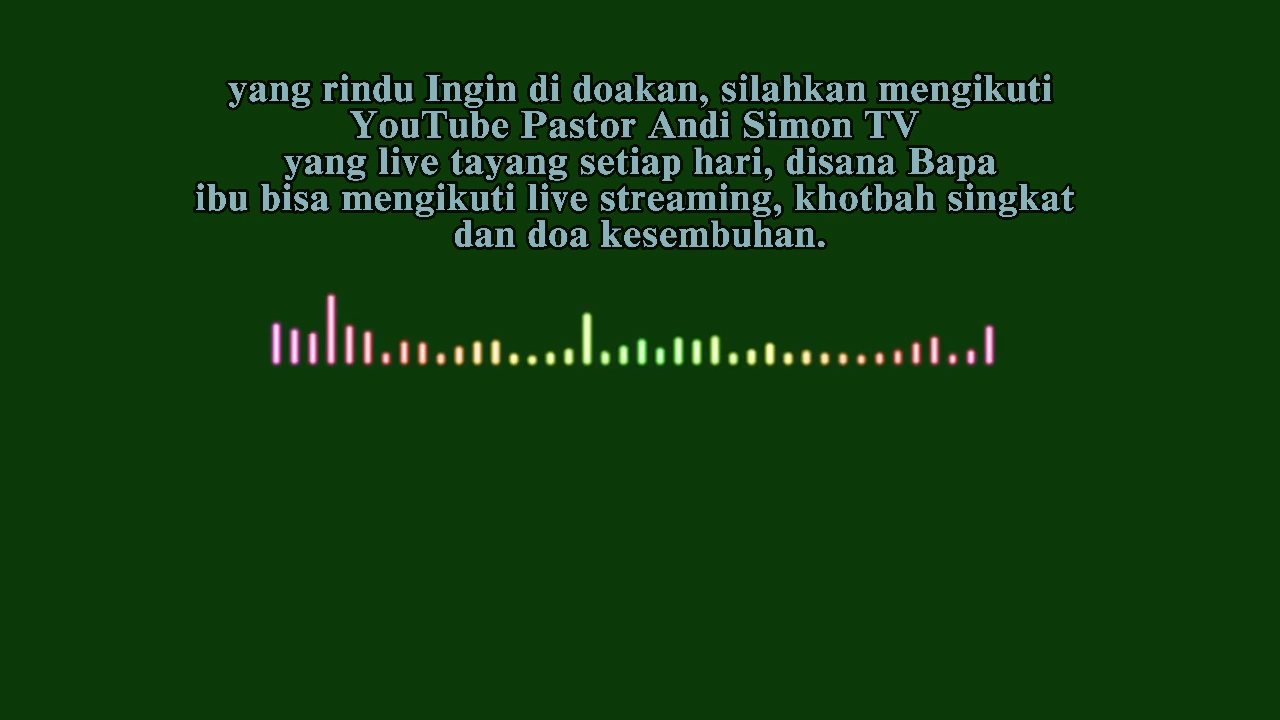 yang rindu Ingin di doakan, silahkan mengikuti
YouTube Pastor Andi Simon TV
yang live tayang setiap hari, disana Bapa
ibu bisa mengikuti live streaming, khotbah singkat
dan doa kesembuhan.